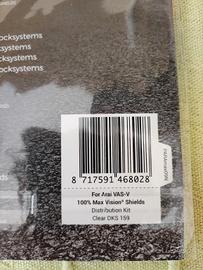 ocksystems
ocksystems
ocksystems
ocksystems
8 717591 468028
For Arai VAS-V
100% Max Vision® Shields
Distribution Kit
Clear DKS 159